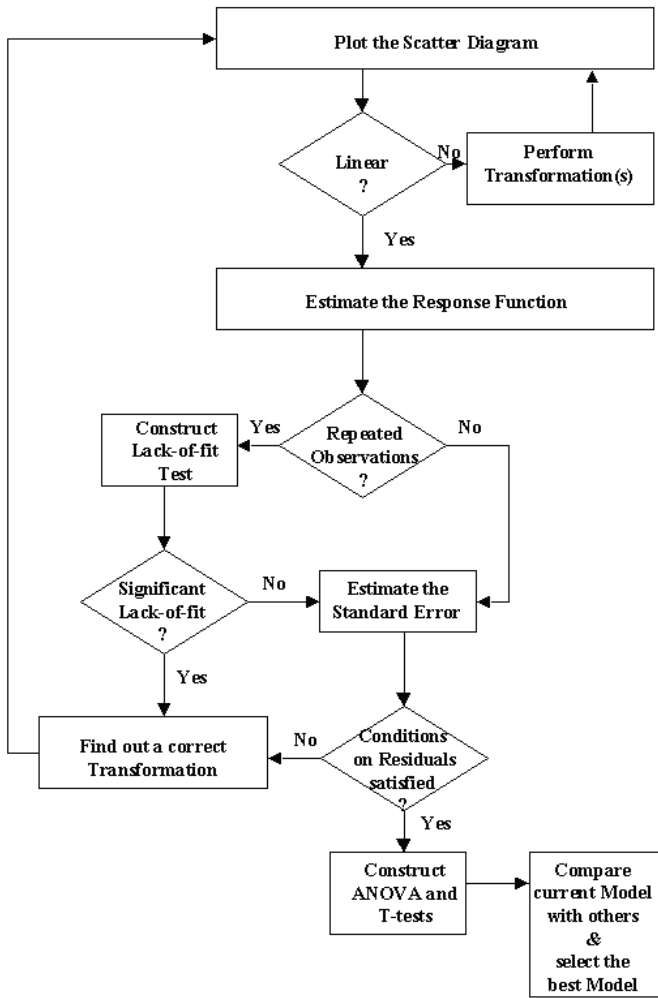 Plot the Scatter Diagram
Linear
?
No
Perform
Transformation(s)
Yes
Estimate the Response Function
Repeated
Observations
?
Yes
No
Construct
Lack-of-fit
Test
Significant
Lack-of-fit
?
No
Estimate the
Standard Error
Yes
Find out a correct
Transformation
No
Conditions
on Residuals
satisfied
?
Yes
Construct
ANOVA and
T-tests
Compare
current Model
with others
&
select the
best Model